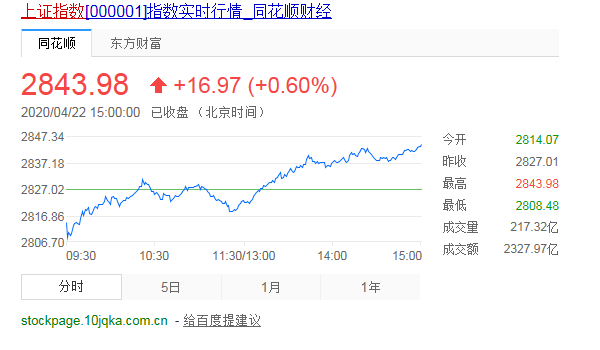 上证指数[000001]指数实时行情_同花顺财经
同花顺 东方财富
2843.98 +16.97 (+0.60%)
2020/04/22 15:00:00 已收盘 （北京时间）
2847.34
2837.18
2827.02
2816.86
2806.70
09:30 10:30 11:30/13:00 14:00 15:00
今开 2814.07
昨收 2827.01
最高 2843.98
最低 2808.48
成交量 217.32亿
成交额 2327.97亿
分时 5日 1月 1年
stockpage.10jqka.com.cn - 给百度提建议